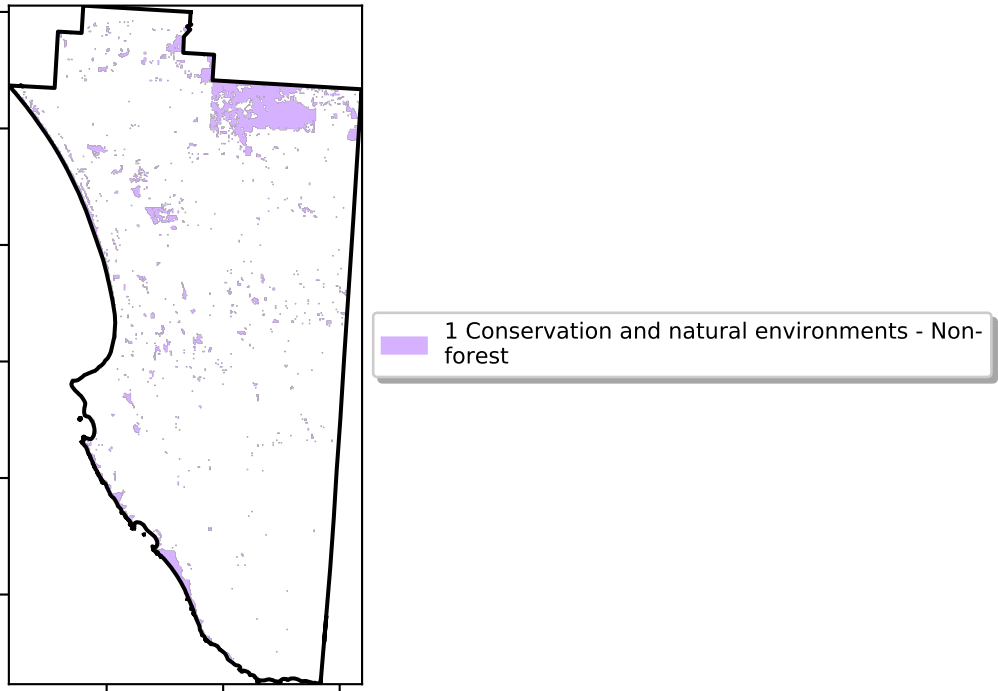 1 Conservation and natural environments - Non-
forest